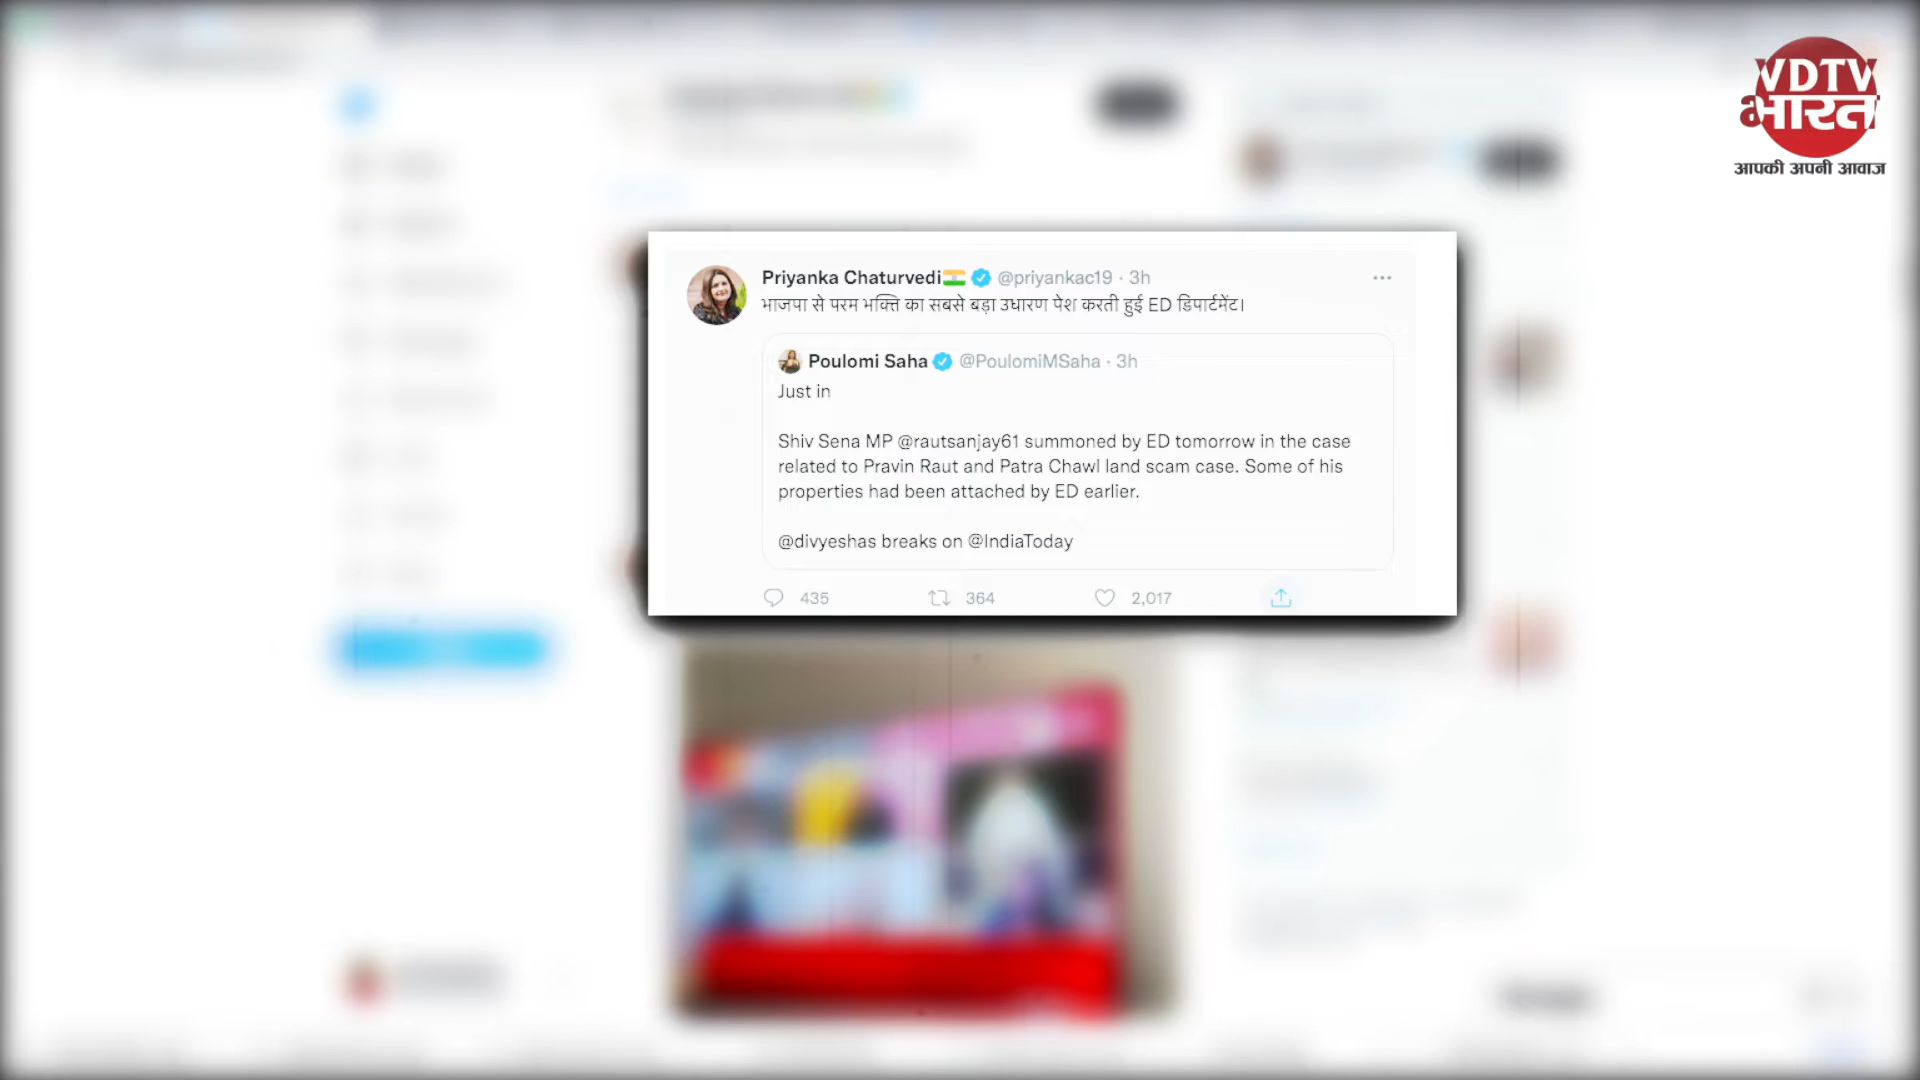 VDTV
भारत
आपकी अपनी आवाज
Priyanka Chaturvedi @priyankac19 · 3h
भाजपा से परम भक्ति का सबसे बड़ा उधारण पेश करती हुई ED डिपार्टमेंट।
Poulomi Saha @PoulomiMSaha · 3h
Just in
Shiv Sena MP @rautsanjay61 summoned by ED tomorrow in the case
related to Pravin Raut and Patra Chawl land scam case. Some of his
properties had been attached by ED earlier.
@divyeshas breaks on @IndiaToday
435 364 2,017